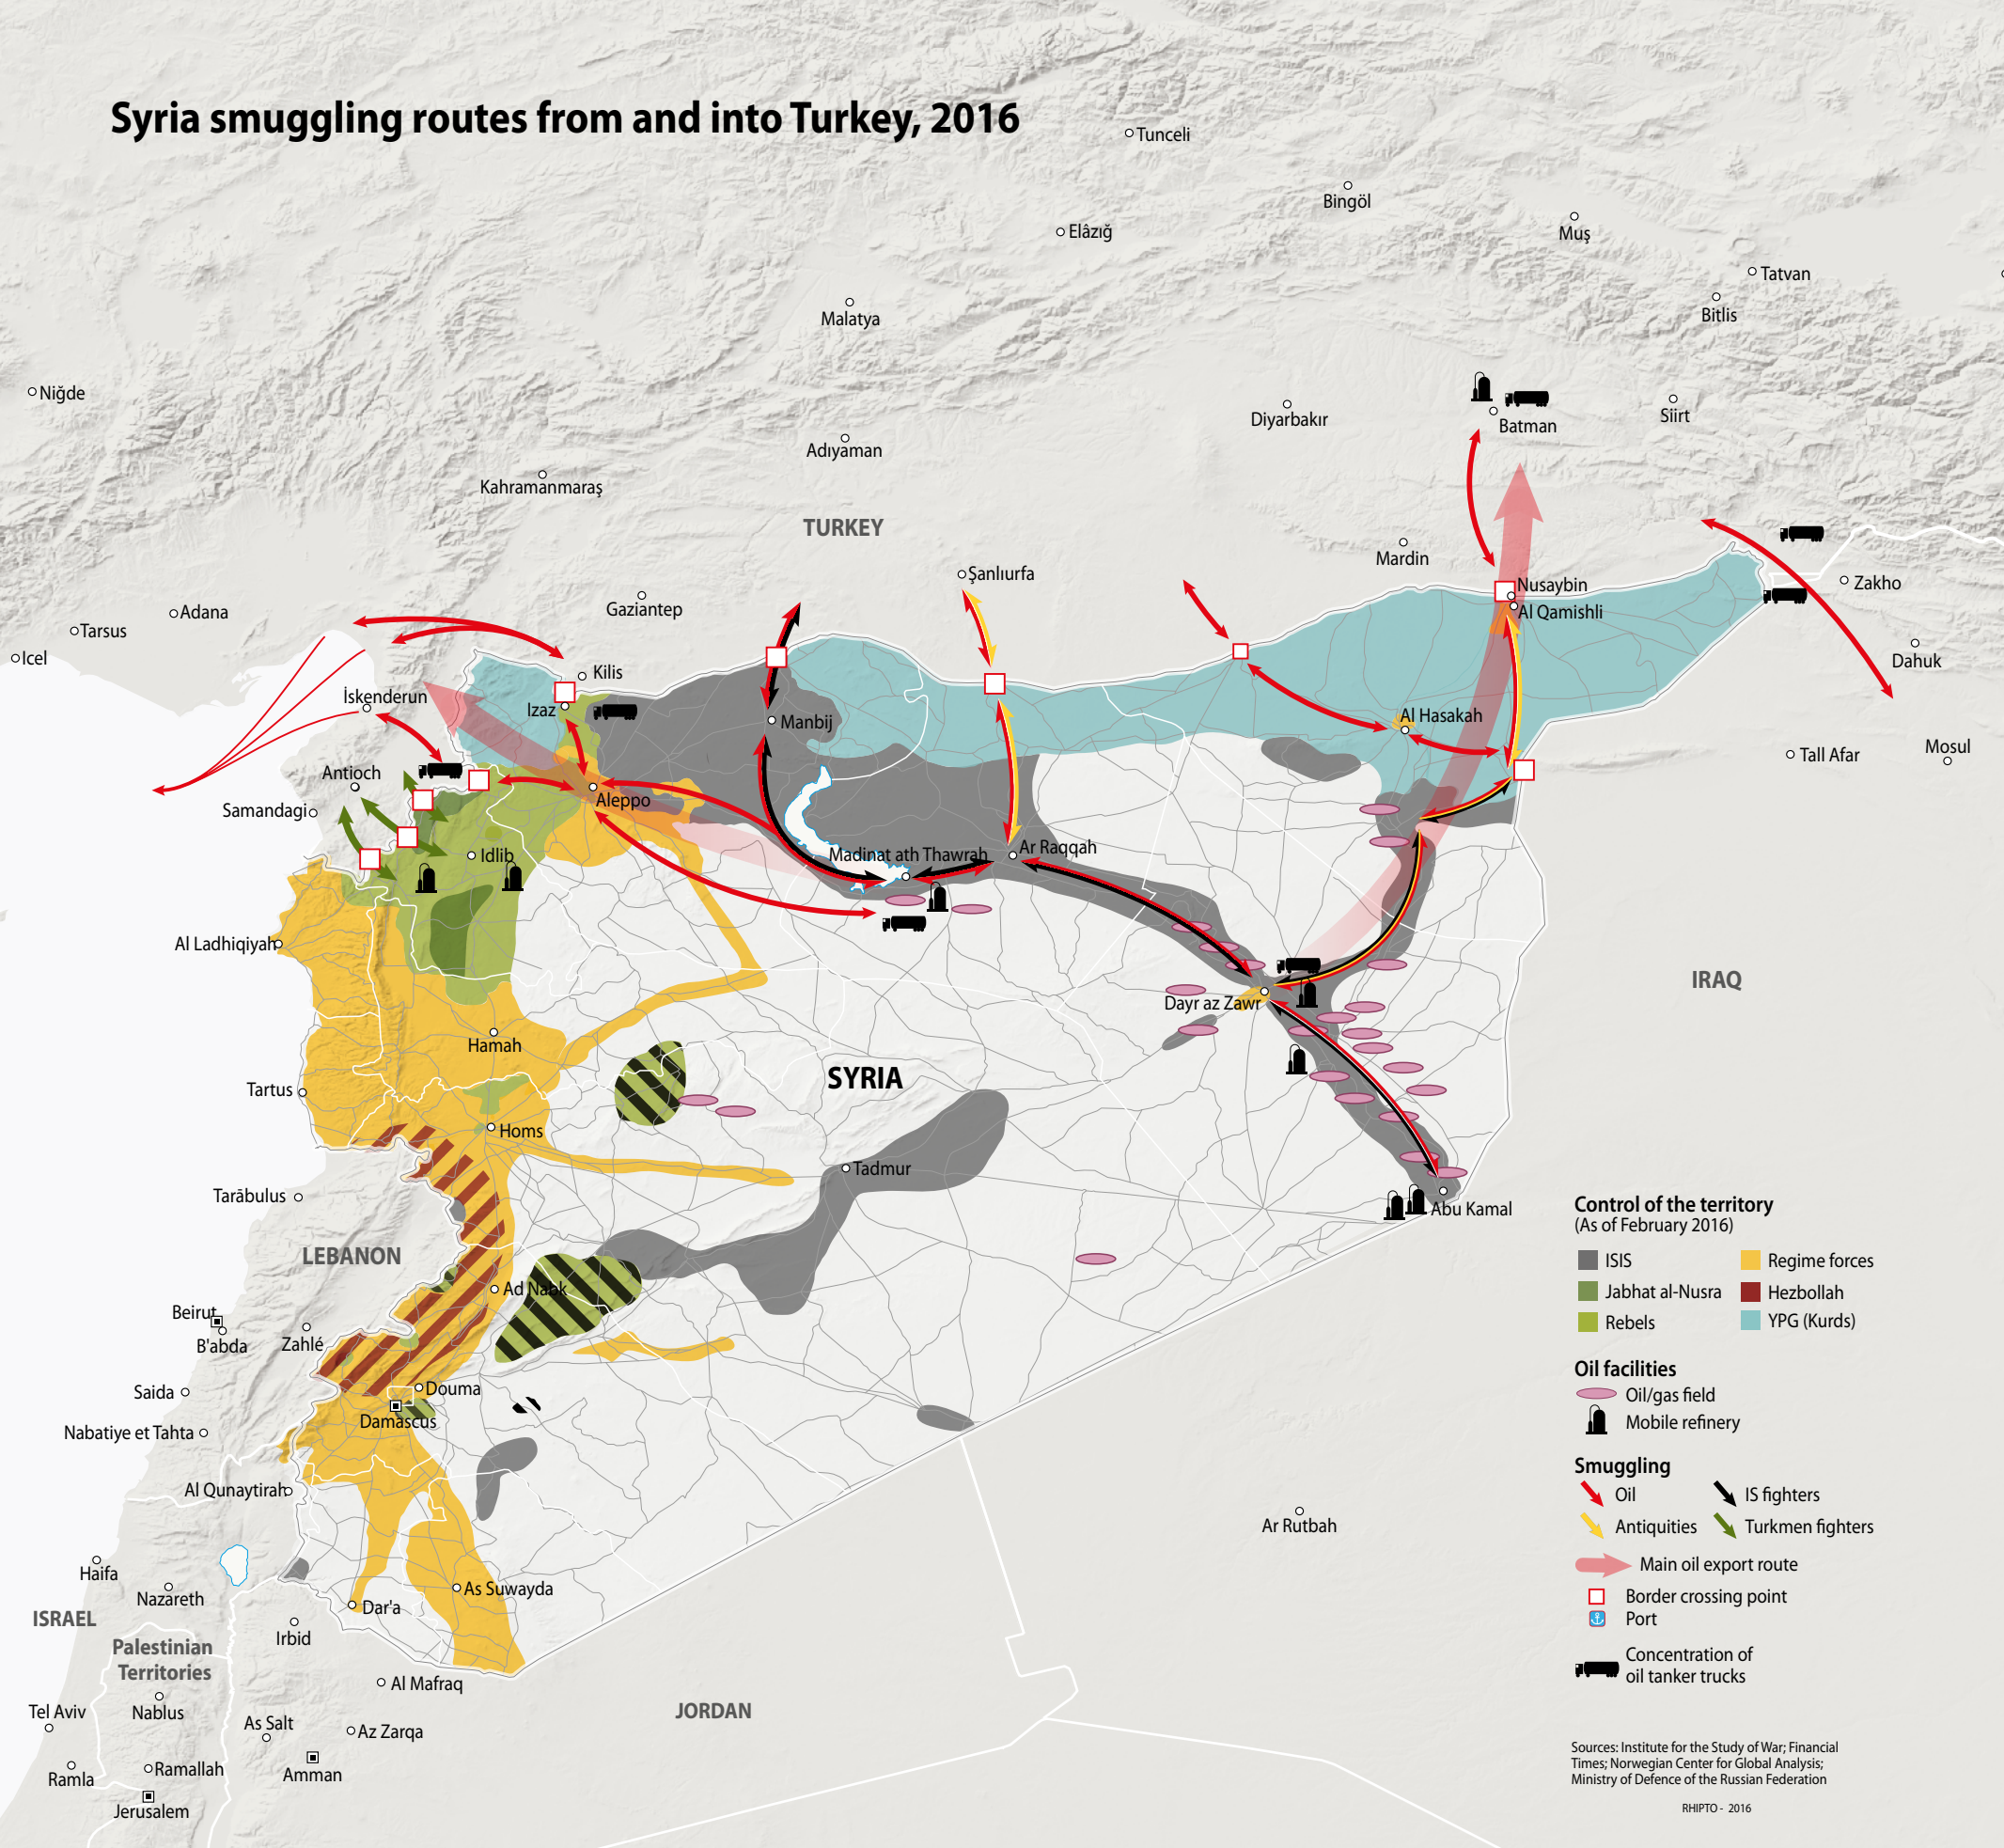 Syria smuggling routes from and into Turkey, 2016
Tunceli
Bingöl
Muş
Elâzığ
Tatvan
Bitlis
Malatya
Niğde
Diyarbakır
Batman
Siirt
Adıyaman
Kahramanmaraş
TURKEY
Mardin
Şanlıurfa
Nusaybin
Zakho
Adana
Gaziantep
Al Qamishli
Tarsus
Icel
Dahuk
Kilis
İskenderun
Izaz
Manbij
Al Hasakah
Tall Afar
Mosul
Antioch
Aleppo
Samandagi
Idlib
Madinat ath Thawrah
Ar Raqqah
Al Ladhiqiyah
IRAQ
Dayr az Zawr
Hamah
SYRIA
Tartus
Homs
Tadmur
Tarābulus
Abu Kamal
LEBANON
Ad Nabk
Beirut
B'abda
Zahlé
Saida
Douma
Damascus
Nabatiye et Tahta
Al Qunaytirah
Ar Rutbah
Haifa
Nazareth
As Suwayda
Dar'a
ISRAEL
Irbid
Palestinian
Territories
Al Mafraq
Nablus
Tel Aviv
As Salt
Az Zarqa
JORDAN
Ramallah
Ramla
Amman
Jerusalem
Control of the territory
(As of February 2016)
ISIS
Regime forces
Jabhat al-Nusra
Hezbollah
Rebels
YPG (Kurds)
Oil facilities
Oil/gas field
Mobile refinery
Smuggling
Oil
IS fighters
Antiquities
Turkmen fighters
Main oil export route
Border crossing point
Port
Concentration of
oil tanker trucks
Sources: Institute for the Study of War; Financial
Times; Norwegian Center for Global Analysis;
Ministry of Defence of the Russian Federation
RHIPTO - 2016